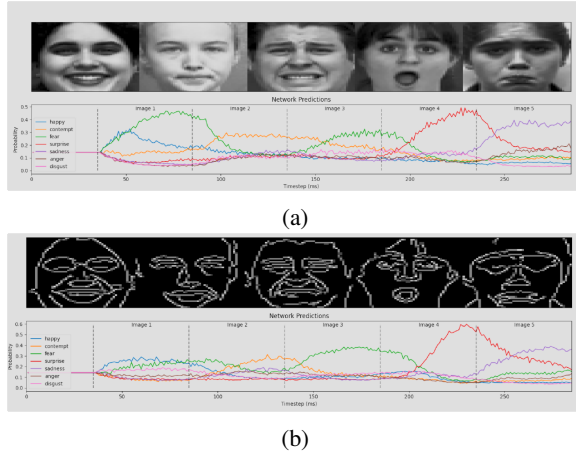 Network Predictions
Image 1 Image 2 Image 3 Image 4 Image 5
Probability
0.5
0.4
0.3
0.2
0.1
0.0
happy
contempt
fear
surprise
sadness
anger
disgust
0 50 100 150 200 250
Timestep (ms)
(a)
Network Predictions
Image 1 Image 2 Image 3 Image 4 Image 5
Probability
0.6
0.5
0.4
0.3
0.2
0.1
0.0
happy
contempt
fear
surprise
sadness
anger
disgust
0 50 100 150 200 250
Timestep (ms)
(b)